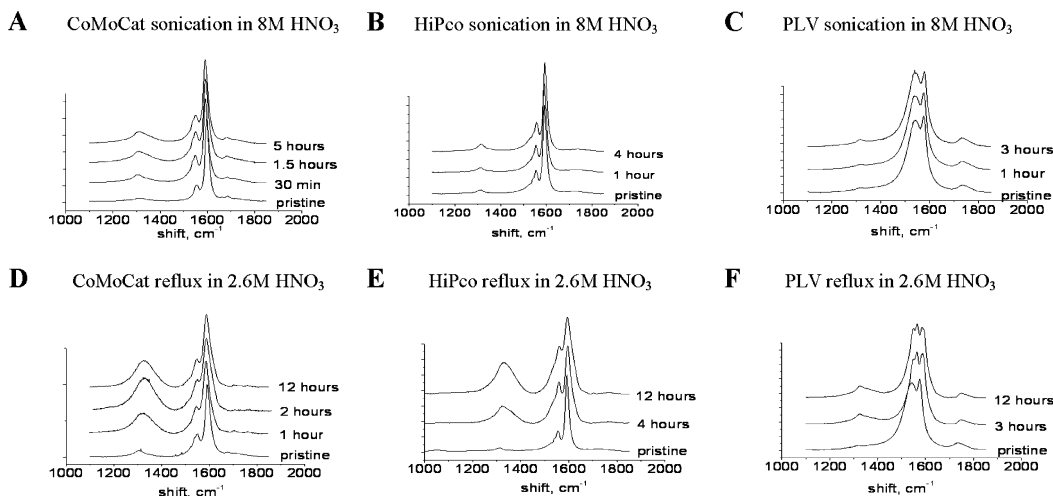 A CoMoCat sonication in 8M HNO₃
5 hours
1.5 hours
30 min
pristine
1000 1200 1400 1600 1800 2000
shift, cm⁻¹
B HiPco sonication in 8M HNO₃
4 hours
1 hour
pristine
1000 1200 1400 1600 1800 2000
shift, cm⁻¹
C PLV sonication in 8M HNO₃
3 hours
1 hour
pristine
1000 1200 1400 1600 1800 2000
shift, cm⁻¹
D CoMoCat reflux in 2.6M HNO₃
12 hours
2 hours
1 hour
pristine
1000 1200 1400 1600 1800 2000
shift, cm⁻¹
E HiPco reflux in 2.6M HNO₃
12 hours
4 hours
pristine
1000 1200 1400 1600 1800 2000
shift, cm⁻¹
F PLV reflux in 2.6M HNO₃
12 hours
3 hours
pristine
1000 1200 1400 1600 1800 2000
shift, cm⁻¹